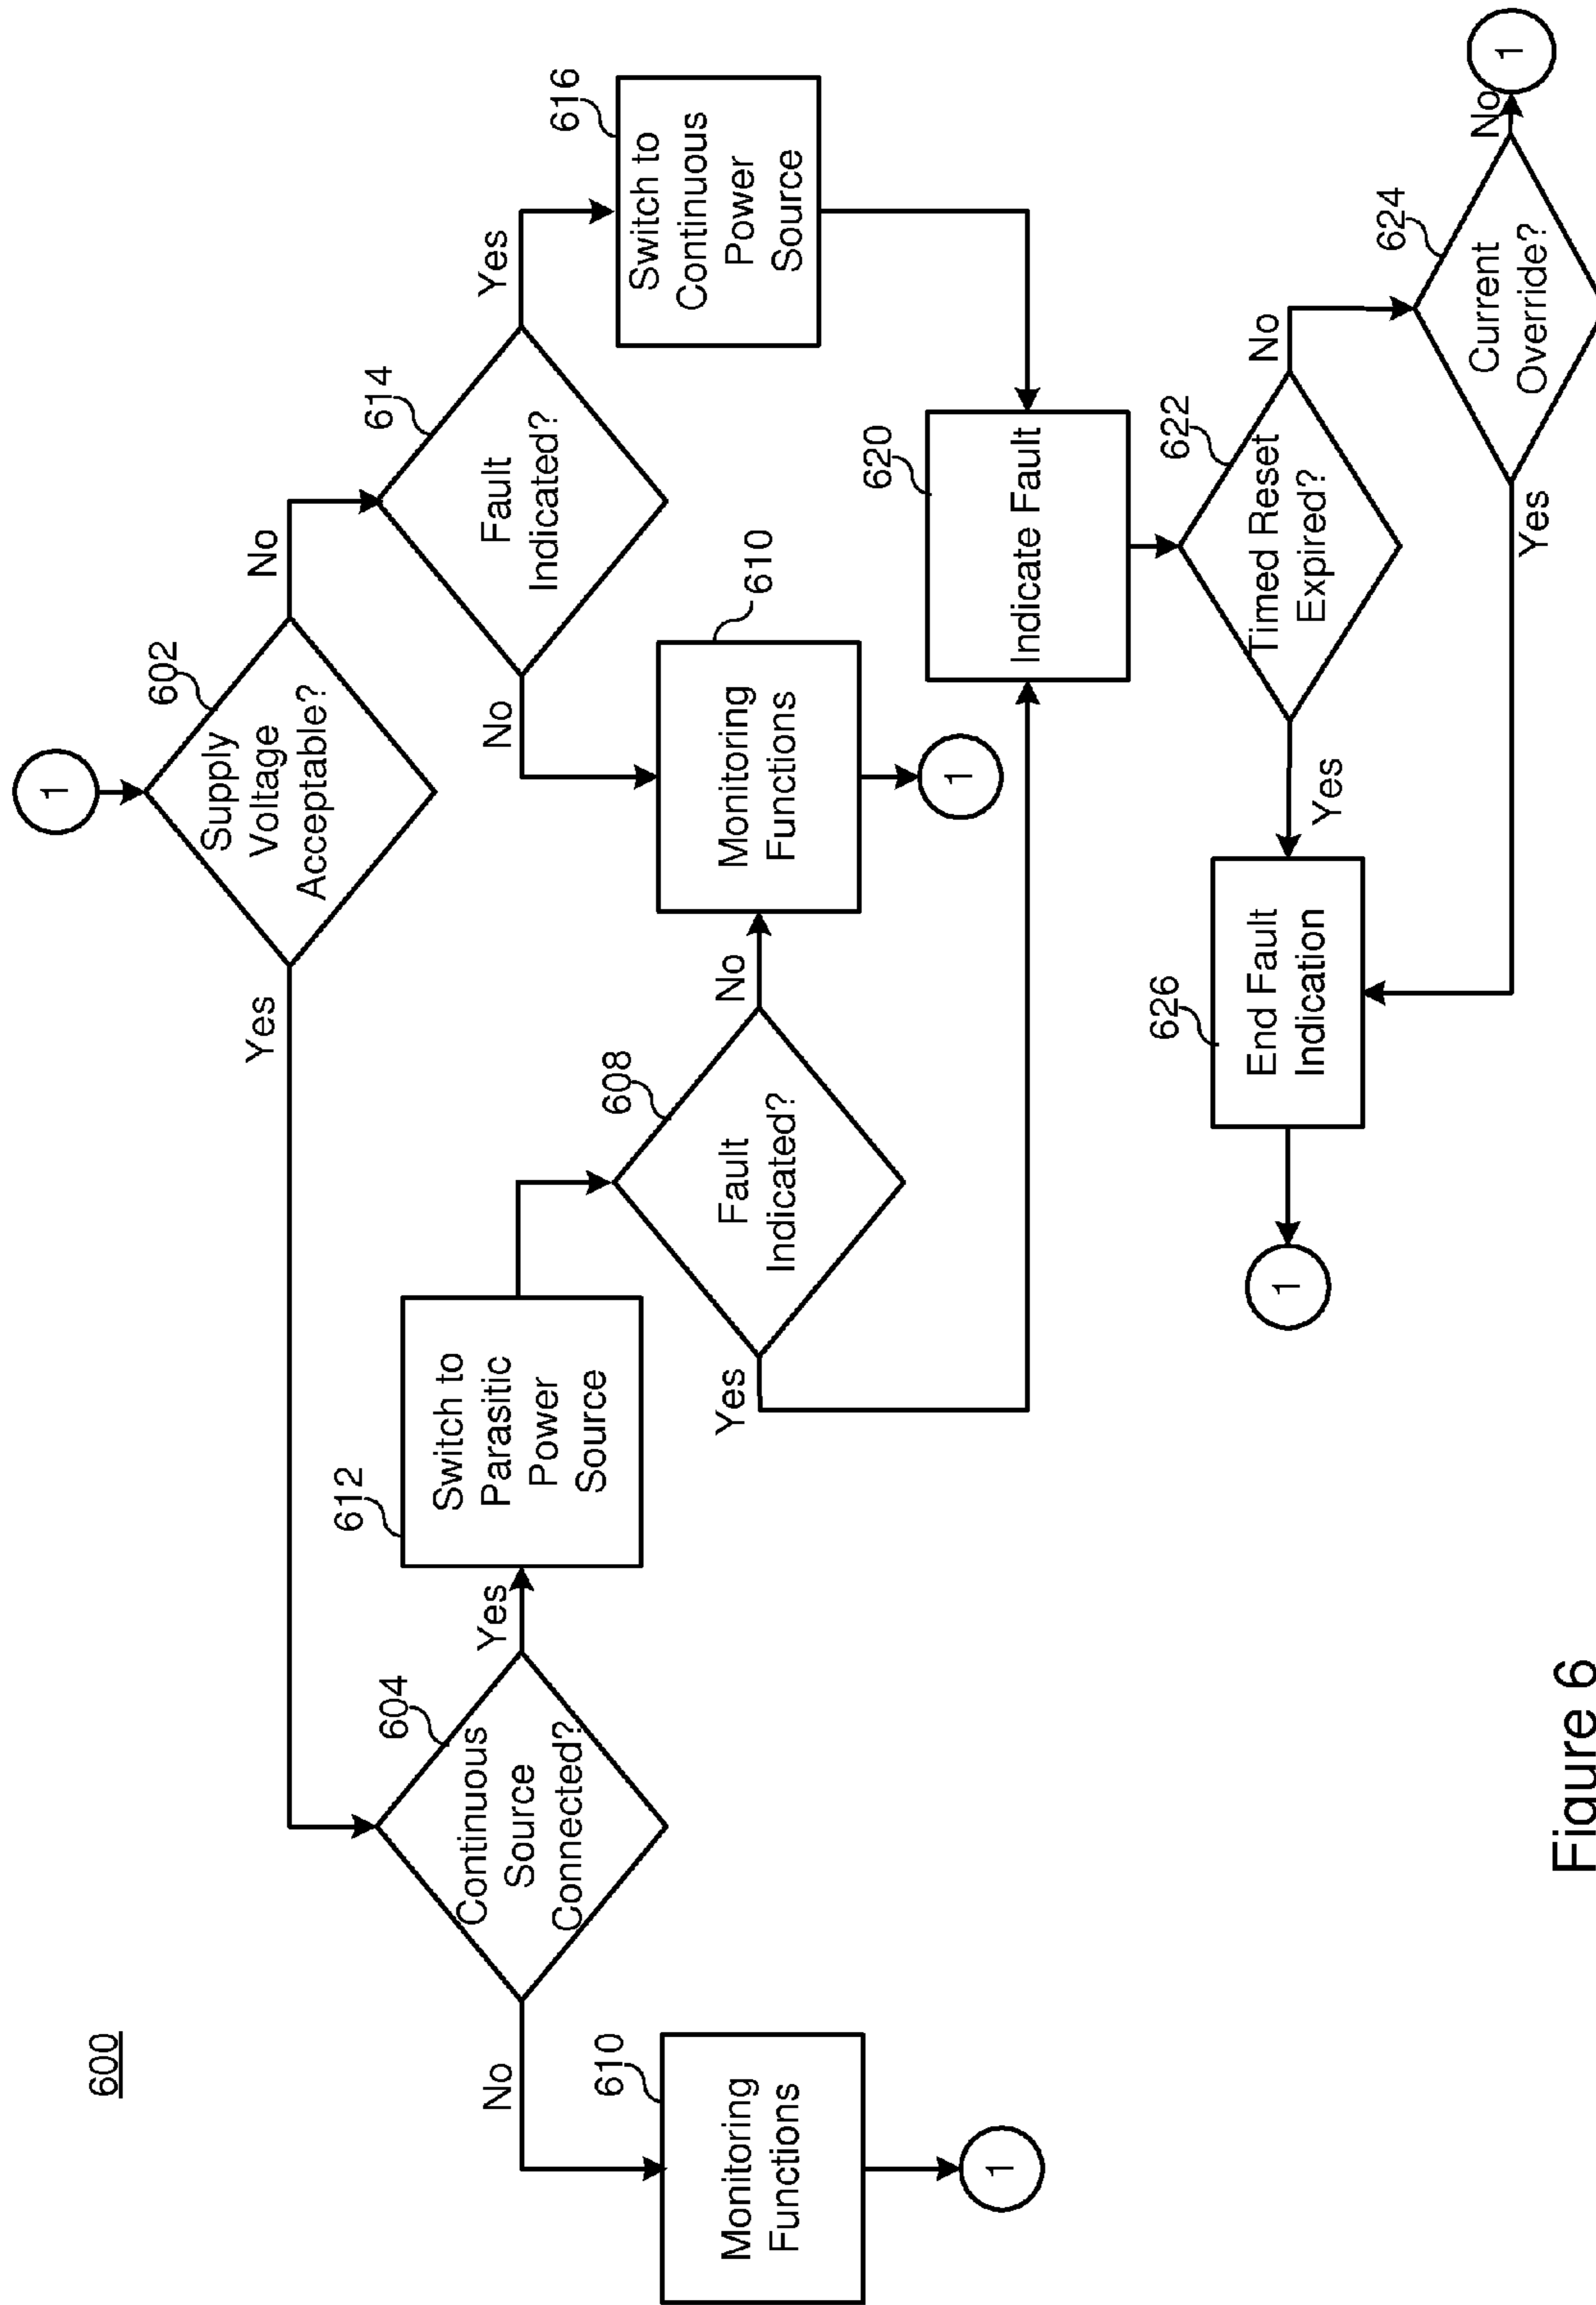 600
1
602
Supply
Voltage
Acceptable?
Yes
No
604
Continuous
Source
Connected?
No
Yes
610
Monitoring
Functions
1
612
Switch to
Parasitic
Power
Source
608
Fault
Indicated?
Yes
No
614
Fault
Indicated?
No
Yes
610
Monitoring
Functions
1
616
Switch to
Continuous
Power
Source
620
Indicate Fault
622
Timed Reset
Expired?
Yes
No
624
Current
Override?
Yes
No
1
626
End Fault
Indication
1
Figure 6